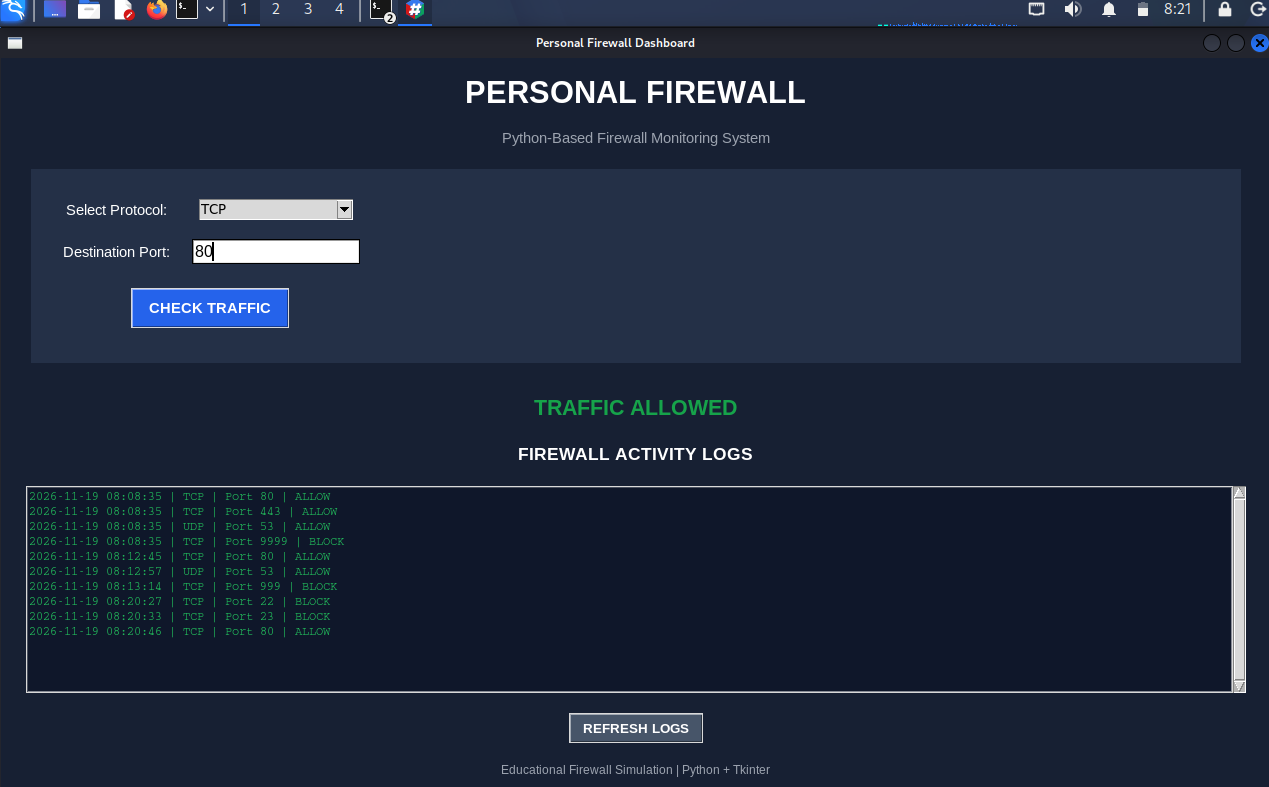 1 2 3 4 2 8:21
Personal Firewall Dashboard
PERSONAL FIREWALL
Python-Based Firewall Monitoring System
Select Protocol: TCP
Destination Port: 80
CHECK TRAFFIC
TRAFFIC ALLOWED
FIREWALL ACTIVITY LOGS
2026-11-19 08:08:35 | TCP | Port 80 | ALLOW
2026-11-19 08:08:35 | TCP | Port 443 | ALLOW
2026-11-19 08:08:35 | UDP | Port 53 | ALLOW
2026-11-19 08:08:35 | TCP | Port 9999 | BLOCK
2026-11-19 08:12:45 | TCP | Port 80 | ALLOW
2026-11-19 08:12:57 | UDP | Port 53 | ALLOW
2026-11-19 08:13:14 | TCP | Port 999 | BLOCK
2026-11-19 08:20:27 | TCP | Port 22 | BLOCK
2026-11-19 08:20:33 | TCP | Port 23 | BLOCK
2026-11-19 08:20:46 | TCP | Port 80 | ALLOW
REFRESH LOGS
Educational Firewall Simulation | Python + Tkinter